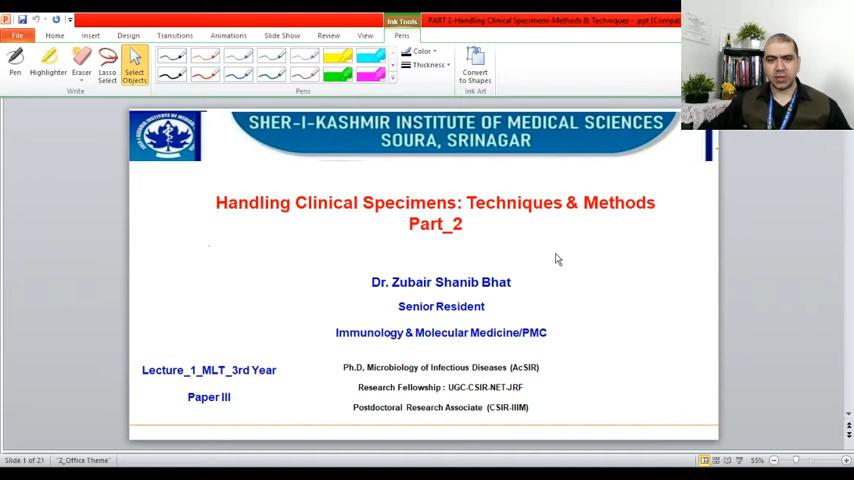 Ink Tools
PART 2-Handling Clinical Specimens-Methods & Techniques - .ppt [Compat
File Home Insert Design Transitions Animations Slide Show Review View Pens
Pen Highlighter Eraser Lasso Select Select Objects
Color
Thickness
Convert to Shapes
Write Pens Ink Art
SHER-I-KASHMIR INSTITUTE OF MEDICAL SCIENCES
SOURA, SRINAGAR
Handling Clinical Specimens: Techniques & Methods
Part_2
Dr. Zubair Shanib Bhat
Senior Resident
Immunology & Molecular Medicine/PMC
Lecture_1_MLT_3rd Year
Paper III
Ph.D, Microbiology of Infectious Diseases (AcSIR)
Research Fellowship : UGC-CSIR-NET-JRF
Postdoctoral Research Associate (CSIR-IIIM)
Slide 1 of 21 "2_Office Theme" 55%